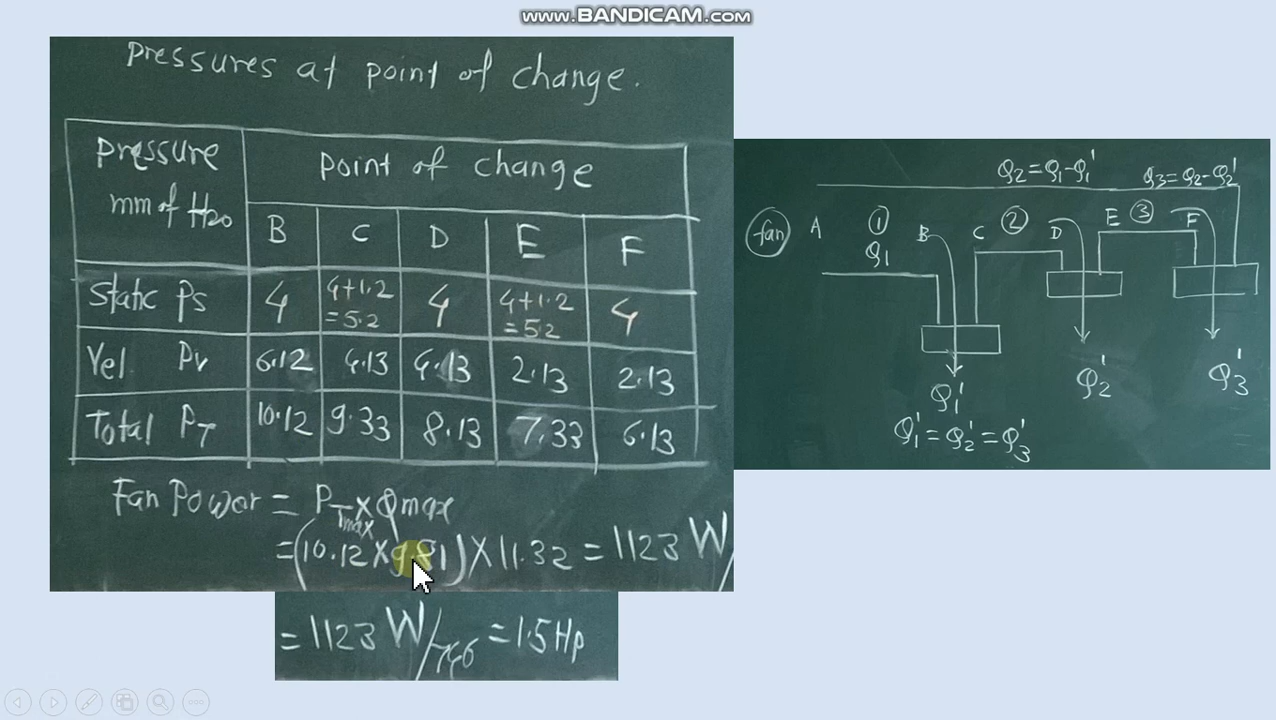 www.BANDICAM.com
Pressures at point of change.
Pressure mm of H2O
point of change
B C D E F
Static Ps 4 4+1.2 =5.2 4 4+1.2 =5.2 4
Vel Pv 6.12 4.13 4.13 2.13 2.13
Total PT 10.12 9.33 8.13 7.33 6.13
Fan Power = PTmax x Qmax
=(10.12 x 9.81) x 11.32 = 1123 W/
= 1123 W/746 = 1.5 Hp
Q2=Q1-Q1' Q3=Q2-Q2'
fan A 1 B C 2 D E 3 F
Q1
Q1' Q2' Q3'
Q1'=Q2'=Q3'